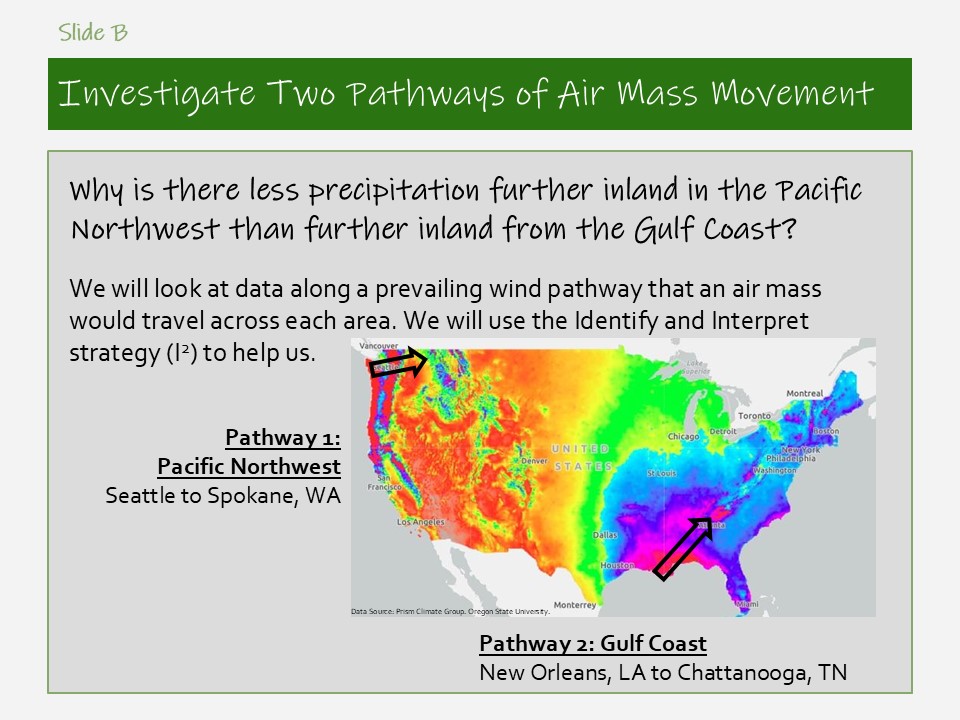 Slide B
Investigate Two Pathways of Air Mass Movement
Why is there less precipitation further inland in the Pacific
Northwest than further inland from the Gulf Coast?
We will look at data along a prevailing wind pathway that an air mass
would travel across each area. We will use the Identify and Interpret
strategy (I²) to help us.
Vancouver
Lake
Superior
Montreal
Toronto
Boston
Detroit
Chicago
New York
Philadelphia
Washington
UNITED
STATES
Denver
St Louis
San
Francisco
Los Angeles
Dallas
Houston
Monterrey
Miami
Data Source: Prism Climate Group. Oregon State University.
Pathway 1:
Pacific Northwest
Seattle to Spokane, WA
Pathway 2: Gulf Coast
New Orleans, LA to Chattanooga, TN